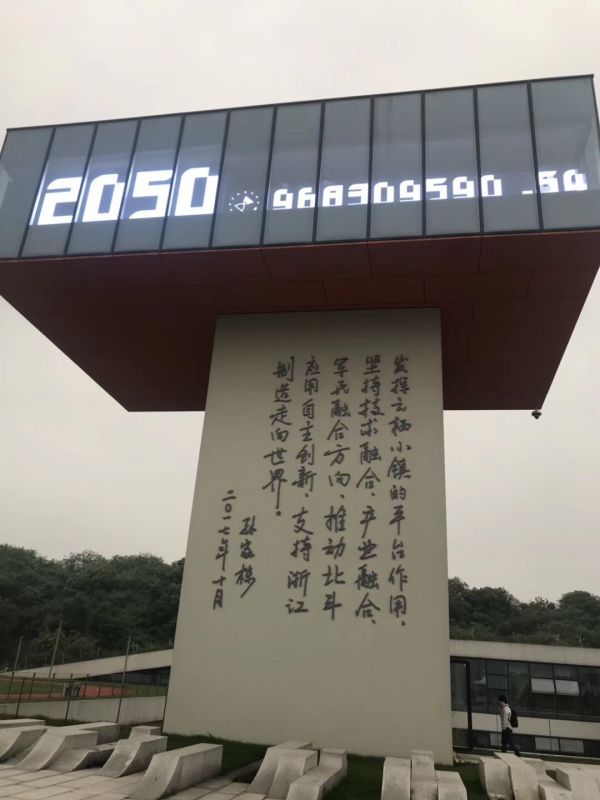 2050
发挥云栖小镇的平台作用、
坚持技术融合、产业融合、
军民融合方向、推动北斗
应用自主创新、支持浙江
制造走向世界！
孙家栋
二〇一七年十月